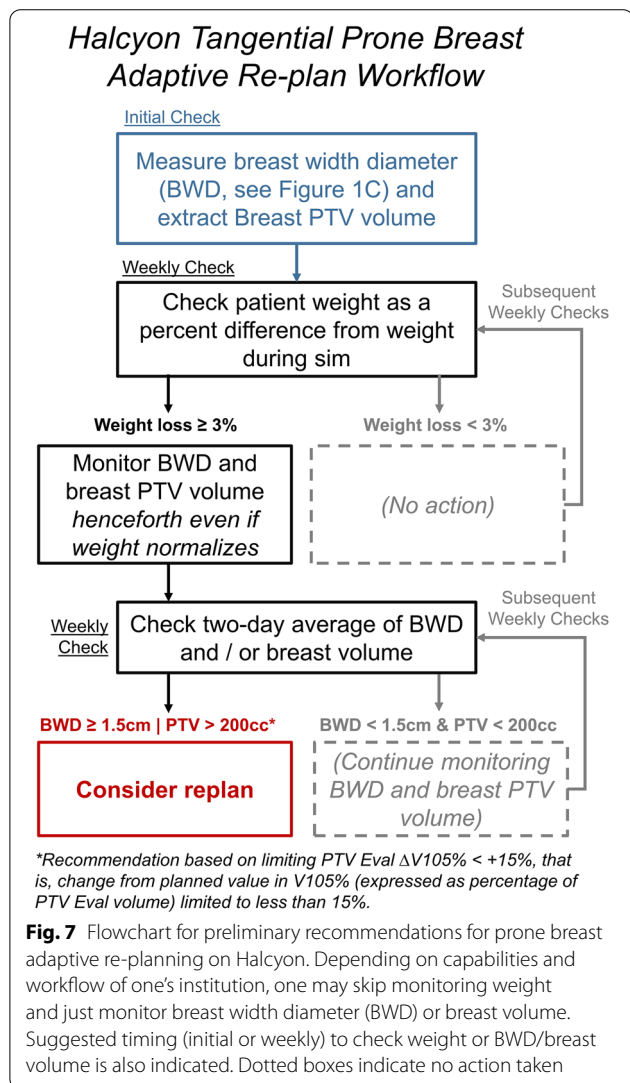 Halcyon Tangential Prone Breast
Adaptive Re-plan Workflow
Initial Check
Measure breast width diameter
(BWD, see Figure 1C) and
extract Breast PTV volume
Weekly Check
Check patient weight as a
percent difference from weight
during sim
Subsequent
Weekly Checks
Weight loss ≥ 3%
Weight loss < 3%
Monitor BWD and
breast PTV volume
henceforth even if
weight normalizes
(No action)
Weekly
Check
Check two-day average of BWD
and / or breast volume
Subsequent
Weekly Checks
BWD ≥ 1.5cm | PTV > 200cc*
BWD < 1.5cm & PTV < 200cc
Consider replan
(Continue monitoring
BWD and breast PTV
volume)
*Recommendation based on limiting PTV Eval ΔV105% < +15%, that
is, change from planned value in V105% (expressed as percentage of
PTV Eval volume) limited to less than 15%.
Fig. 7 Flowchart for preliminary recommendations for prone breast
adaptive re-planning on Halcyon. Depending on capabilities and
workflow of one's institution, one may skip monitoring weight
and just monitor breast width diameter (BWD) or breast volume.
Suggested timing (initial or weekly) to check weight or BWD/breast
volume is also indicated. Dotted boxes indicate no action taken